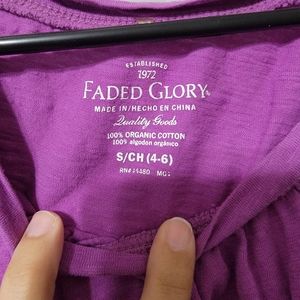 ESTABLISHED
1972
FADED GLORY®
MADE IN/HECHO EN CHINA
Quality Goods
100% ORGANIC COTTON
100% algodon orgánico
S/CH (4-6)
RN#